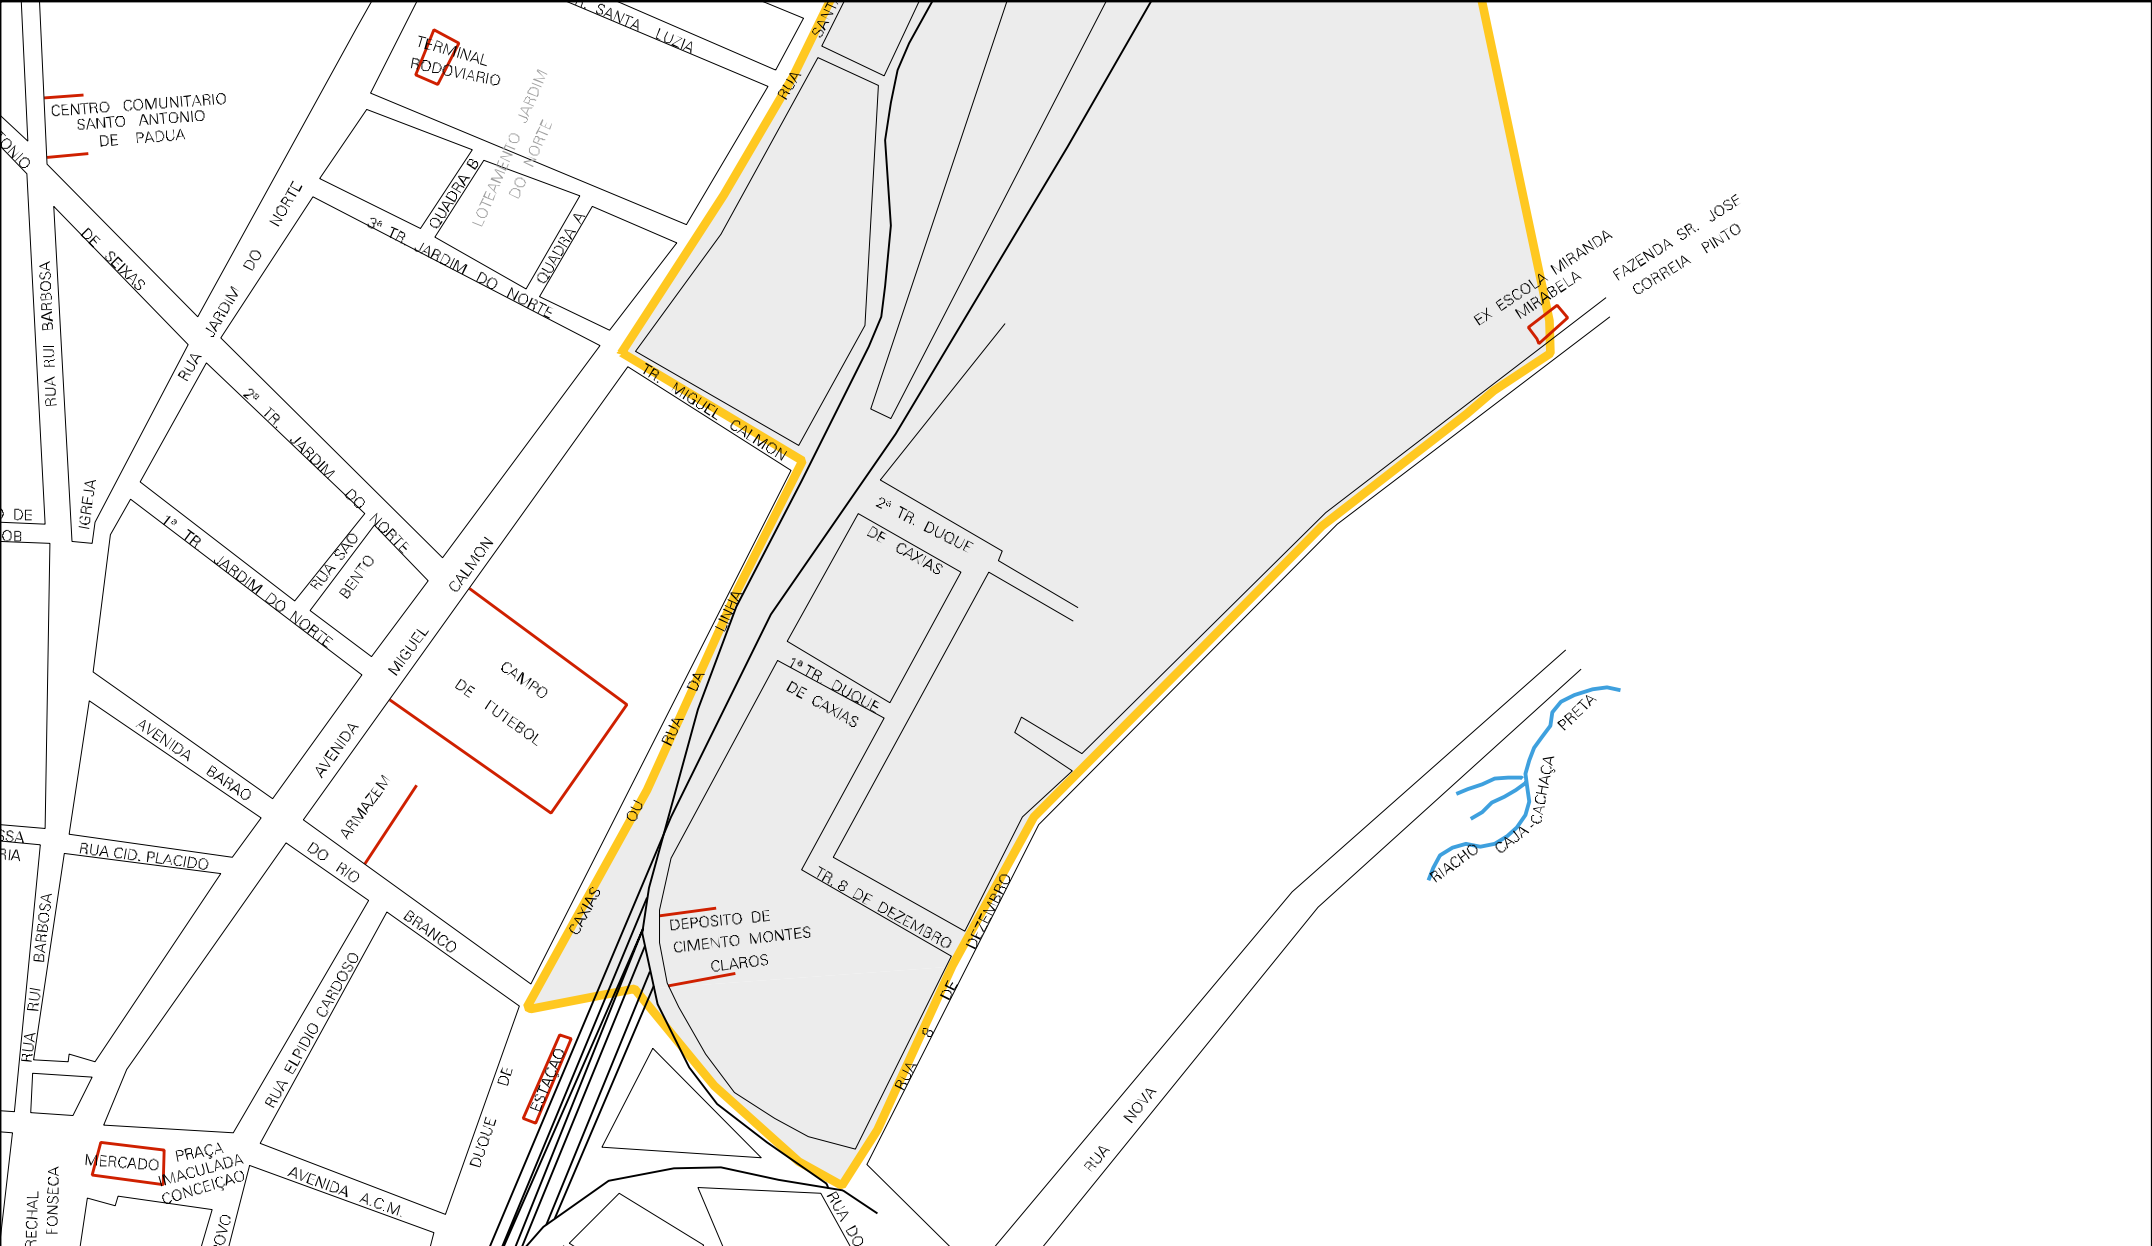 SANTA LUZIA
TERMINAL
RODOVIARIO
LOTEAMENTO JARDIM
DO NORTE
CENTRO COMUNITARIO
SANTO ANTONIO
DE PADUA
DE SEIXAS
RUA RUI BARBOSA
RUA JARDIM DO NORTE
QUADRA B
QUADRA A
3ª TR. JARDIM DO NORTE
RUA
TR. MIGUEL CALMON
EX ESCOLA MIRANDA
MIRABELA
FAZENDA SR. JOSE
CORREIA PINTO
2ª TR. JARDIM DO NORTE
IGREJA
DE
1ª TR. JARDIM DO NORTE
RUA SAO
BENTO
AVENIDA MIGUEL CALMON
2ª TR. DUQUE
DE CAXIAS
1ª TR. DUQUE
DE CAXIAS
CAMPO
DE FUTEBOL
DUQUE DE CAXIAS OU RUA DA LINHA
AVENIDA BARAO
DO RIO
BRANCO
ARMAZEM
RUA CID. PLACIDO
RUA RUI BARBOSA
RUA ELPIDIO CARDOSO
TR. 8 DE DEZEMBRO
DEPOSITO DE
CIMENTO MONTES
CLAROS
RUA 8 DE DEZEMBRO
RIACHO CAJA-CACHAÇA PRETA
RUA NOVA
ESTAÇAO
MERCADO
PRAÇA
IMACULADA
CONCEIÇAO
AVENIDA A.C.M.
FONSECA
RUA DO